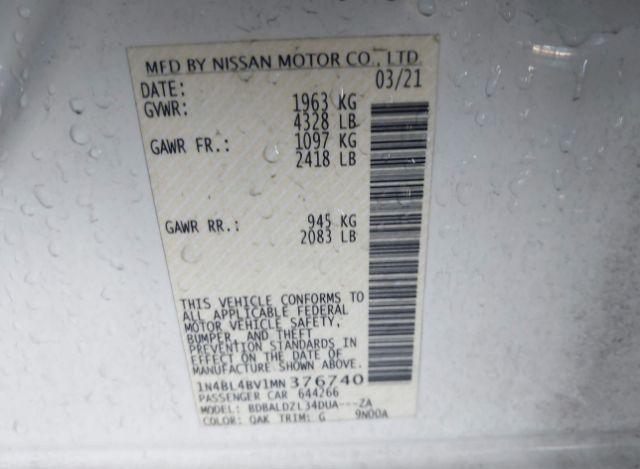 MFD BY NISSAN MOTOR CO., LTD
DATE: 03/21
GVWR: 1963 KG
4328 LB
GAWR FR.: 1097 KG
2418 LB
GAWR RR.: 945 KG
2083 LB
THIS VEHICLE CONFORMS TO
ALL APPLICABLE FEDERAL
MOTOR VEHICLE SAFETY,
BUMPER, AND THEFT
PREVENTION STANDARDS IN
EFFECT ON THE DATE OF
MANUFACTURE SHOWN ABOVE.
1N4BL4BV1MN376740
PASSENGER CAR 644266
MODEL: BDBALDZL34DUA---ZA
COLOR: QAK TRIM: G 9N00A